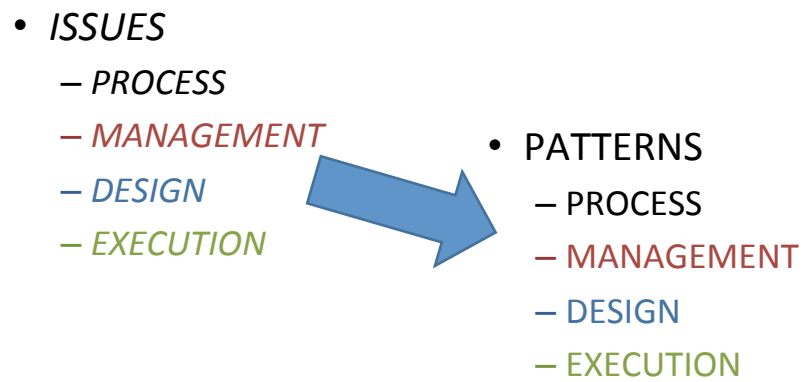 • ISSUES
– PROCESS
– MANAGEMENT
– DESIGN
– EXECUTION
• PATTERNS
– PROCESS
– MANAGEMENT
– DESIGN
– EXECUTION